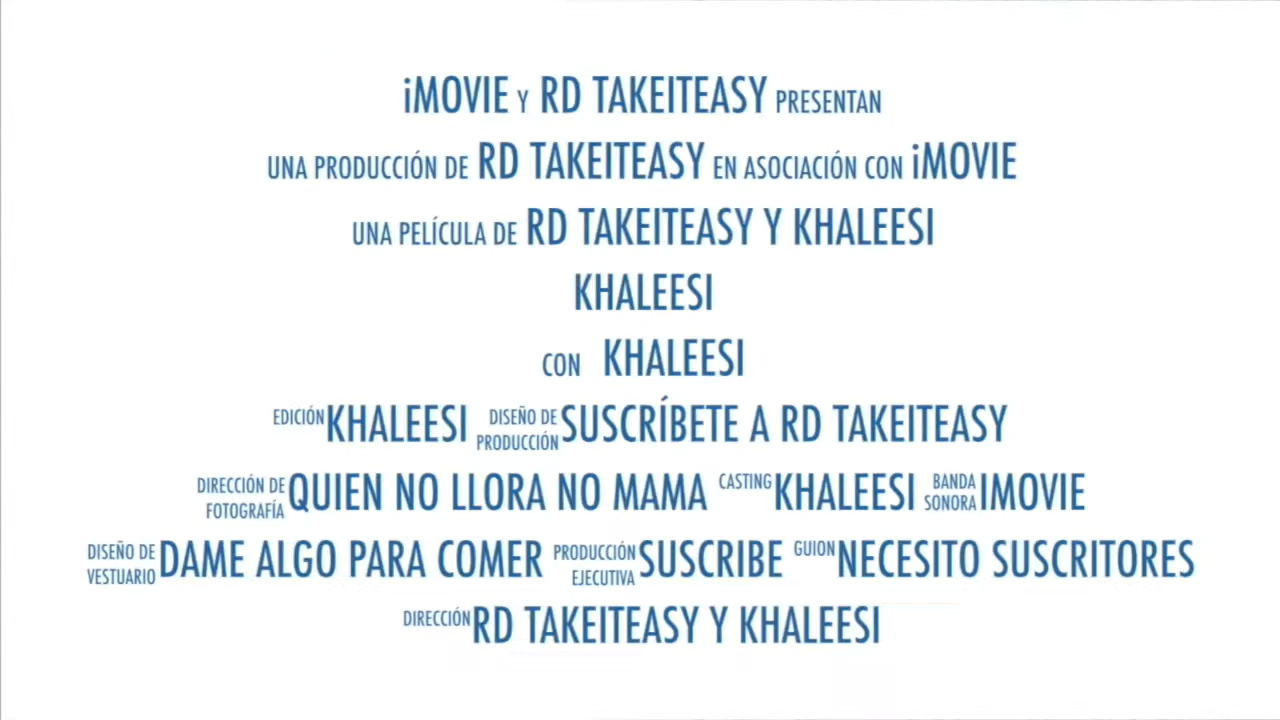 iMOVIE Y RD TAKEITEASY PRESENTAN
UNA PRODUCCIÓN DE RD TAKEITEASY EN ASOCIACIÓN CON iMOVIE
UNA PELÍCULA DE RD TAKEITEASY Y KHALEESI
KHALEESI
CON KHALEESI
EDICIÓN KHALEESI DISEÑO DE PRODUCCIÓN SUSCRÍBETE A RD TAKEITEASY
DIRECCIÓN DE FOTOGRAFÍA QUIEN NO LLORA NO MAMA CASTING KHALEESI BANDA SONORA IMOVIE
DISEÑO DE VESTUARIO DAME ALGO PARA COMER PRODUCCIÓN EJECUTIVA SUSCRIBE GUION NECESITO SUSCRITORES
DIRECCIÓN RD TAKEITEASY Y KHALEESI